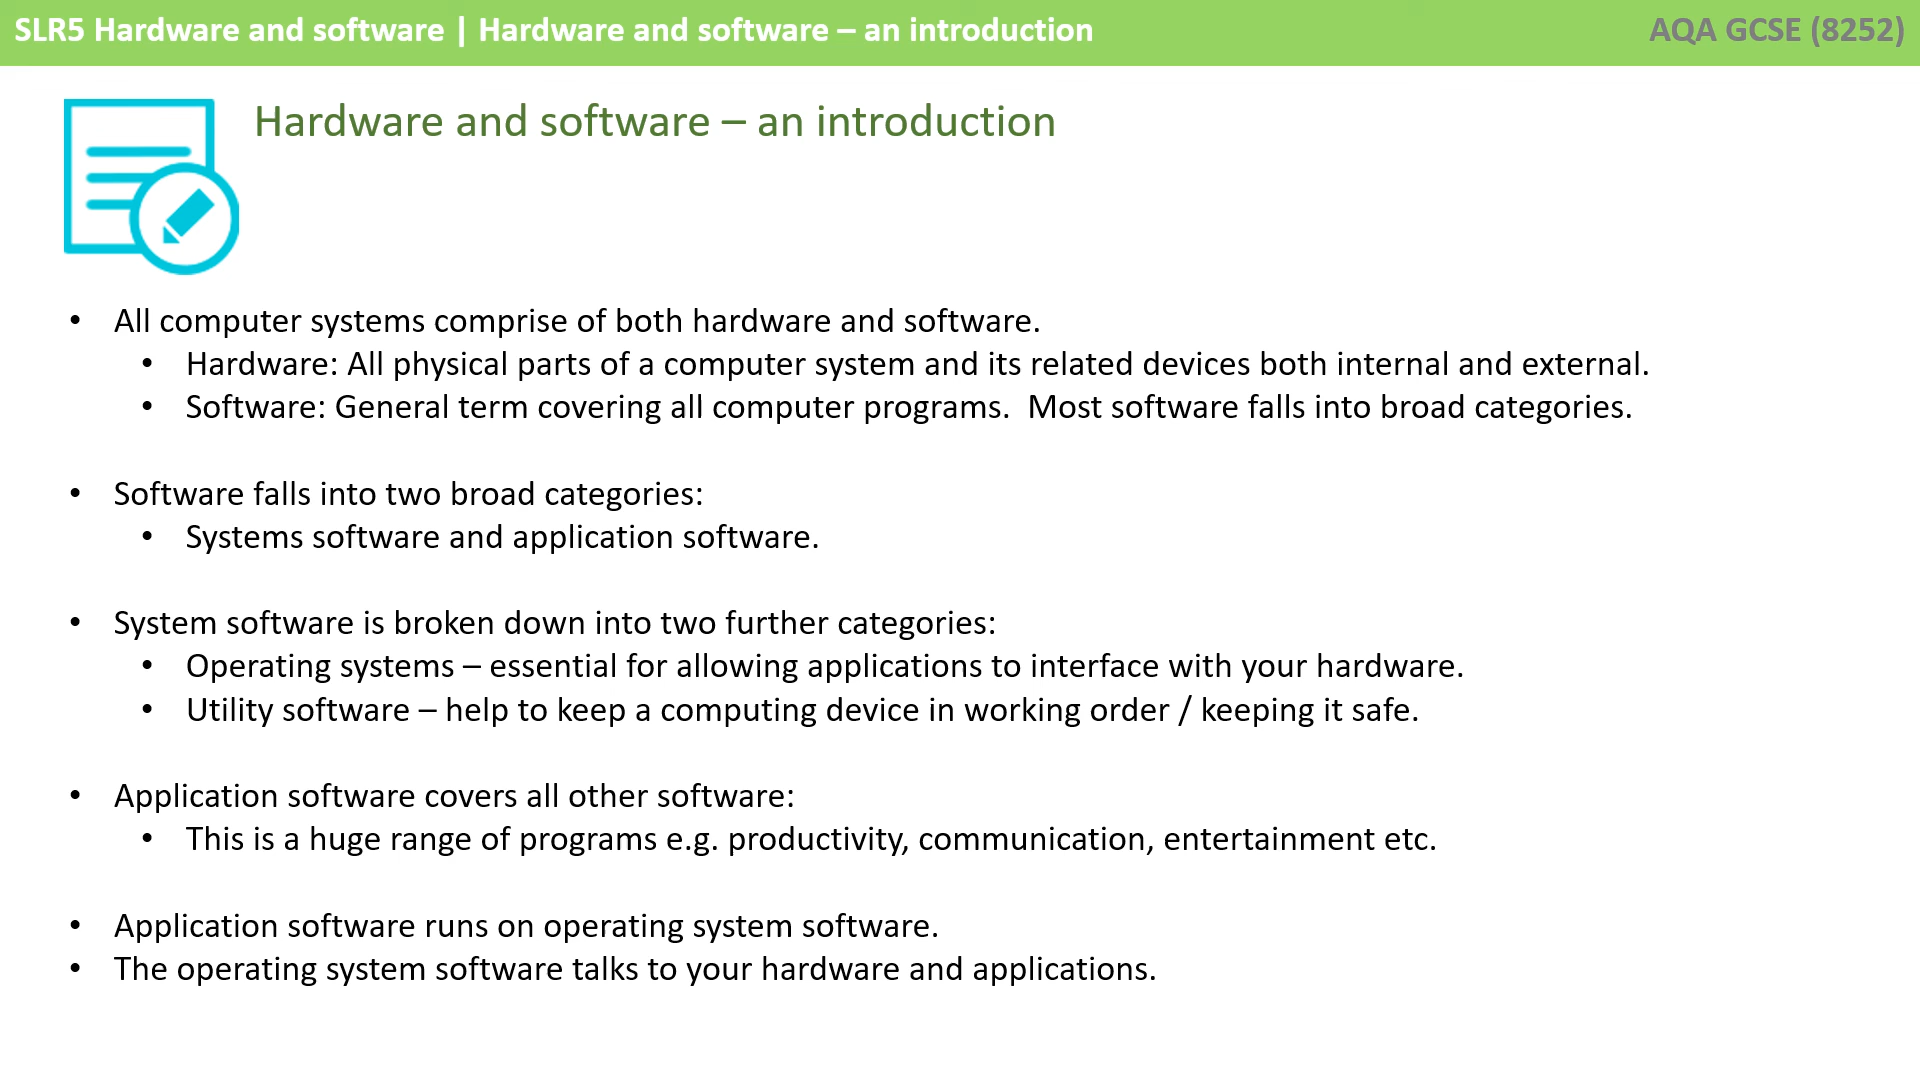 SLR5 Hardware and software | Hardware and software – an introduction
AQA GCSE (8252)
Hardware and software – an introduction
• All computer systems comprise of both hardware and software.
• Hardware: All physical parts of a computer system and its related devices both internal and external.
• Software: General term covering all computer programs.  Most software falls into broad categories.
• Software falls into two broad categories:
• Systems software and application software.
• System software is broken down into two further categories:
• Operating systems – essential for allowing applications to interface with your hardware.
• Utility software – help to keep a computing device in working order / keeping it safe.
• Application software covers all other software:
• This is a huge range of programs e.g. productivity, communication, entertainment etc.
• Application software runs on operating system software.
• The operating system software talks to your hardware and applications.